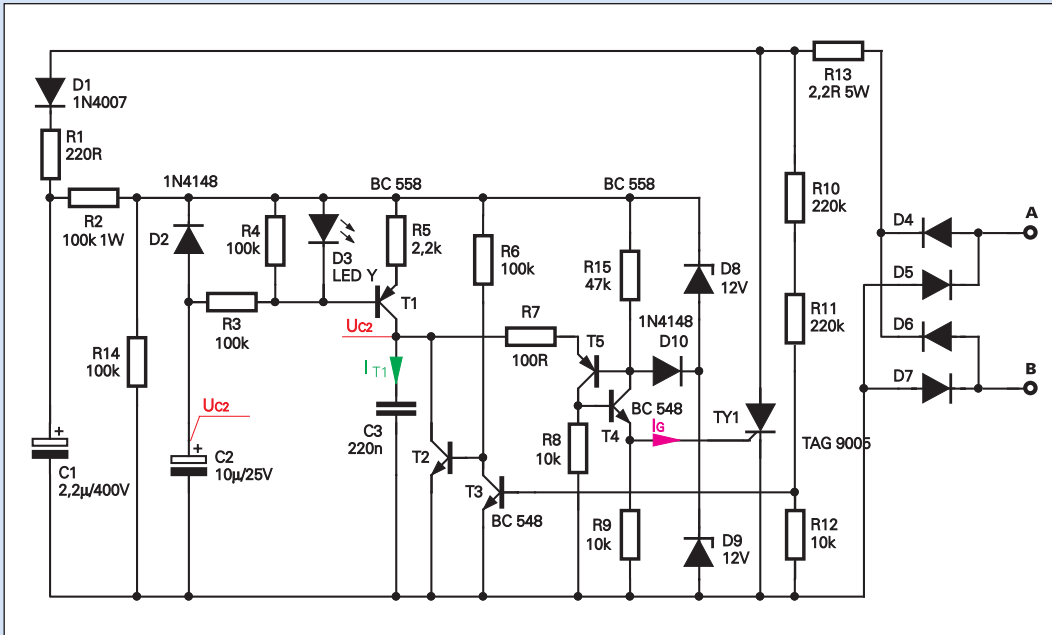 D1
1N4007
R1
220R
R2
100k 1W
1N4148
D2
R4
100k
D3
LED Y
BC 558
R5
2,2k
T1
R3
100k
R14
100k
UC2
UC2
I T1
C3
220n
C1
2,2µ/400V
+
C2
10µ/25V
+
R6
100k
R7
100R
T2
T3
BC 548
BC 558
R15
47k
1N4148
D10
T5
BC 548
T4
IG
R8
10k
R9
10k
D8
12V
D9
12V
TY1
TAG 9005
R13
2,2R 5W
R10
220k
R11
220k
R12
10k
D4
D5
D6
D7
A
B